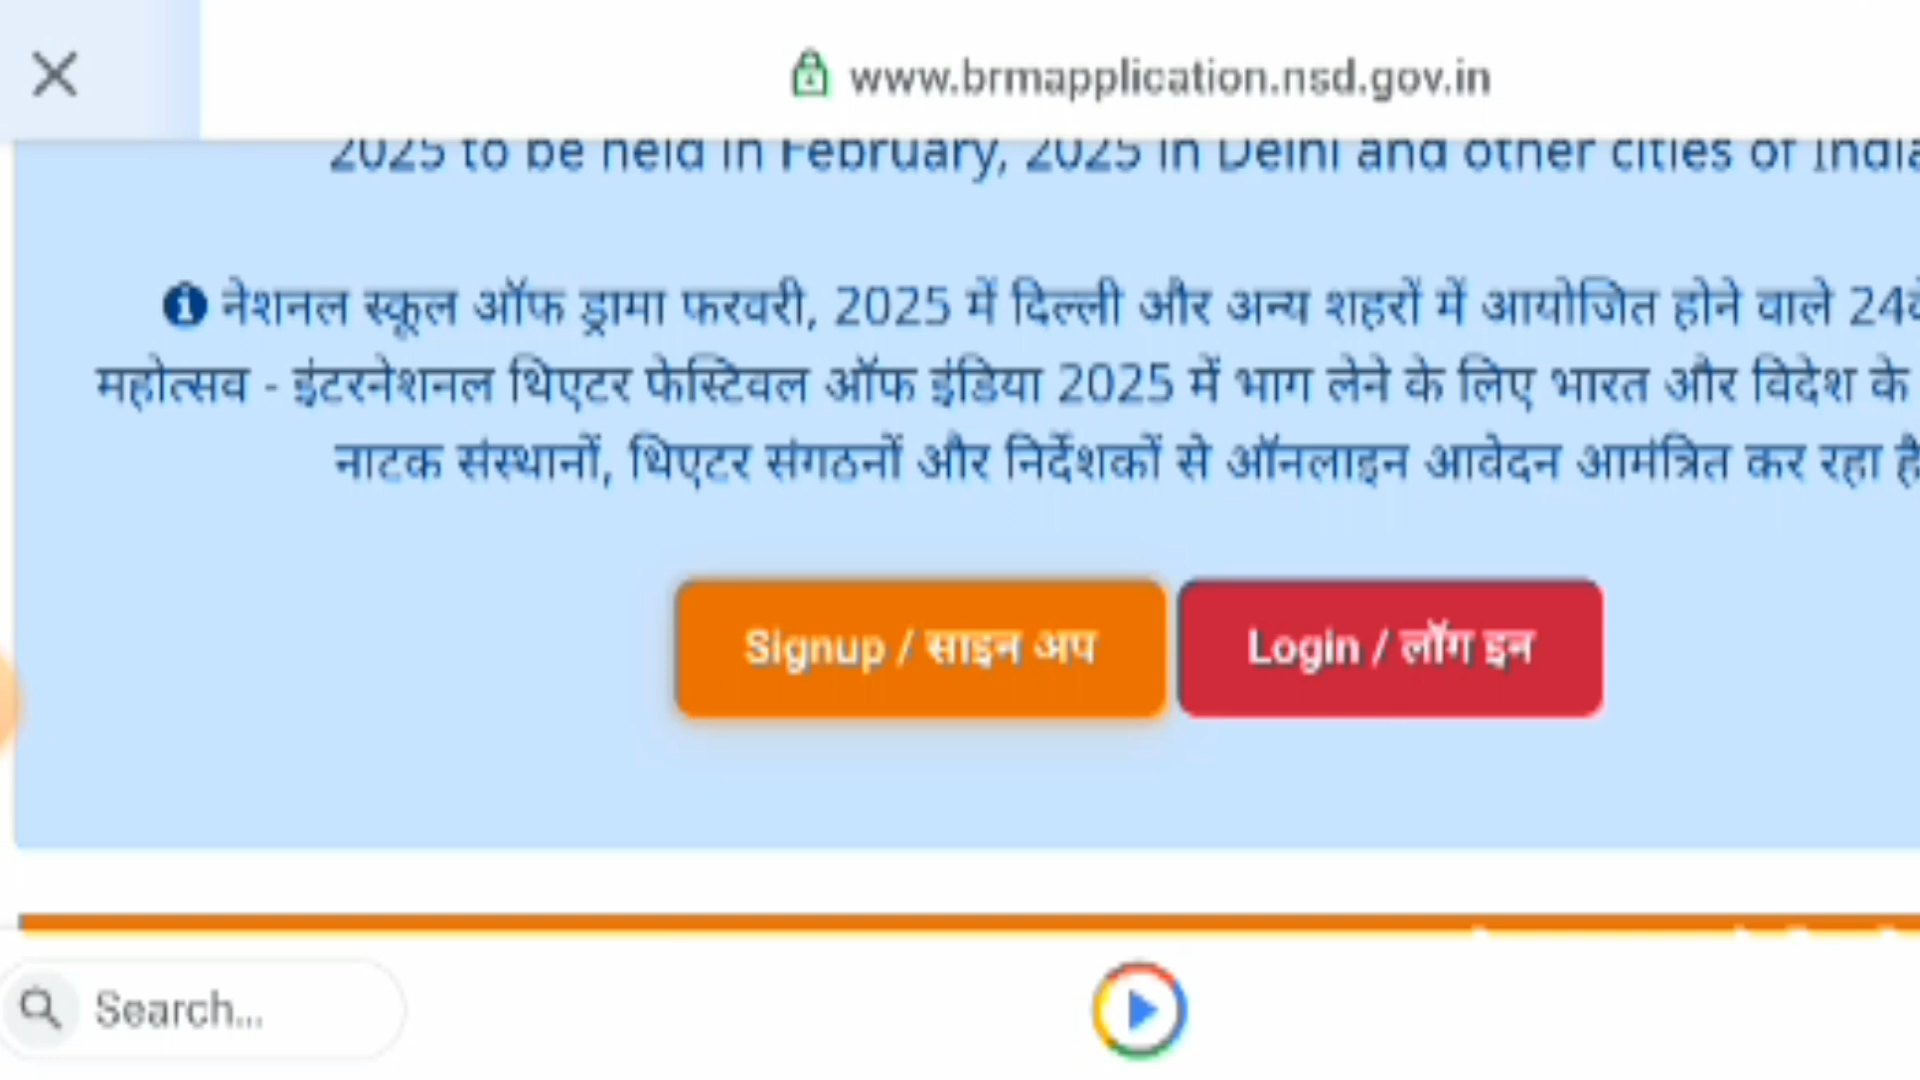 www.brmapplication.nsd.gov.in
2025 to be held in February, 2025 in Delhi and other cities of India
नेशनल स्कूल ऑफ ड्रामा फरवरी, 2025 में दिल्ली और अन्य शहरों में आयोजित होने वाले 24वें
महोत्सव - इंटरनेशनल थिएटर फेस्टिवल ऑफ इंडिया 2025 में भाग लेने के लिए भारत और विदेश के
नाटक संस्थानों, थिएटर संगठनों और निर्देशकों से ऑनलाइन आवेदन आमंत्रित कर रहा है
Signup / साइन अप
Login / लॉग इन
Search...